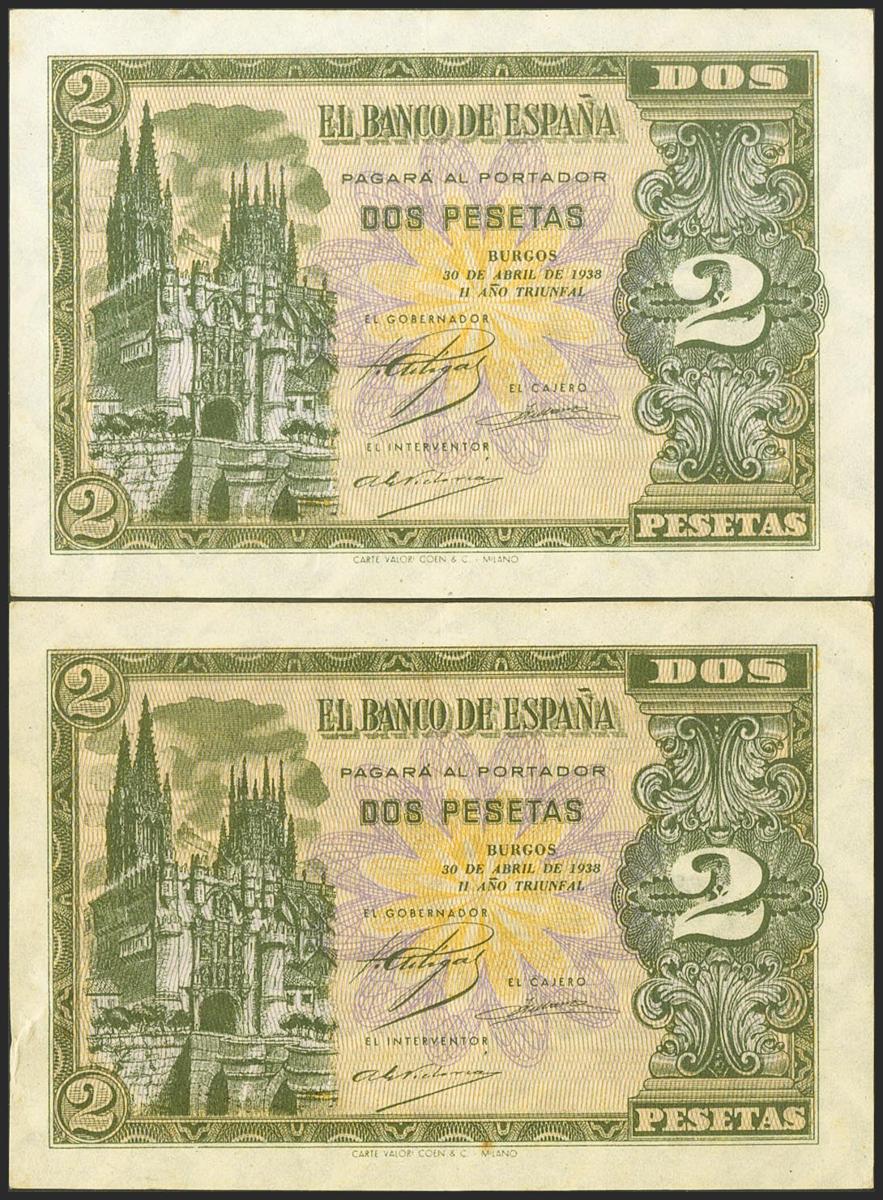 2
DOS
EL BANCO DE ESPAÑA
PAGARÁ AL PORTADOR
DOS PESETAS
BURGOS
30 DE ABRIL DE 1938
II AÑO TRIUNFAL
2
EL GOBERNADOR
EL CAJERO
EL INTERVENTOR
2
PESETAS
CARTE VALORI COEN & C. - MILANO
2
DOS
EL BANCO DE ESPAÑA
PAGARÁ AL PORTADOR
DOS PESETAS
BURGOS
30 DE ABRIL DE 1938
II AÑO TRIUNFAL
2
EL GOBERNADOR
EL CAJERO
EL INTERVENTOR
2
PESETAS
CARTE VALORI COEN & C. - MILANO